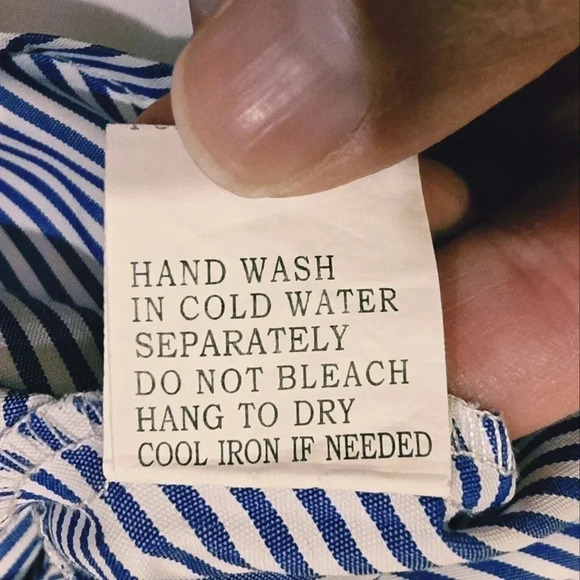 HAND WASH
IN COLD WATER
SEPARATELY
DO NOT BLEACH
HANG TO DRY
COOL IRON IF NEEDED